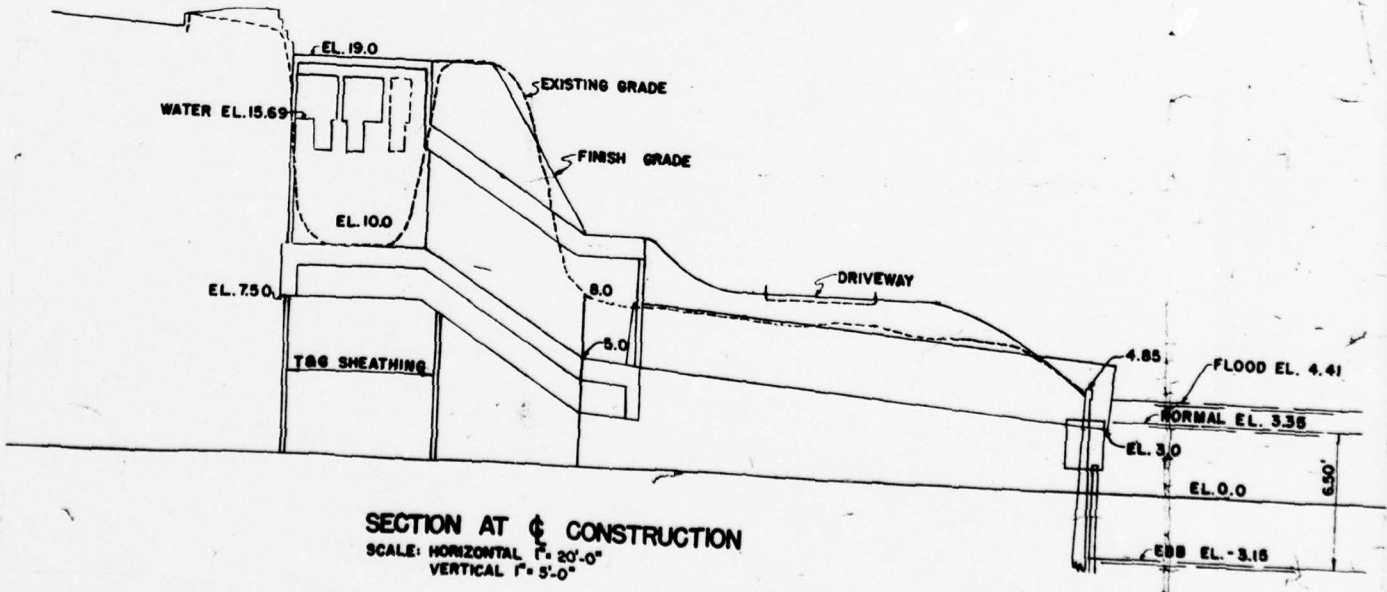 EL. 19.0
EXISTING GRADE
WATER EL. 15.69
FINISH GRADE
EL. 10.0
DRIVEWAY
EL. 7.50
8.0
5.0
T&G SHEATHING
4.85
FLOOD EL. 4.41
NORMAL EL. 3.35
EL. 3.0
6.50'
EL. 0.0
EBB EL. -3.15
SECTION AT ℄ CONSTRUCTION
SCALE: HORIZONTAL 1" = 20'-0"
VERTICAL 1" = 5'-0"